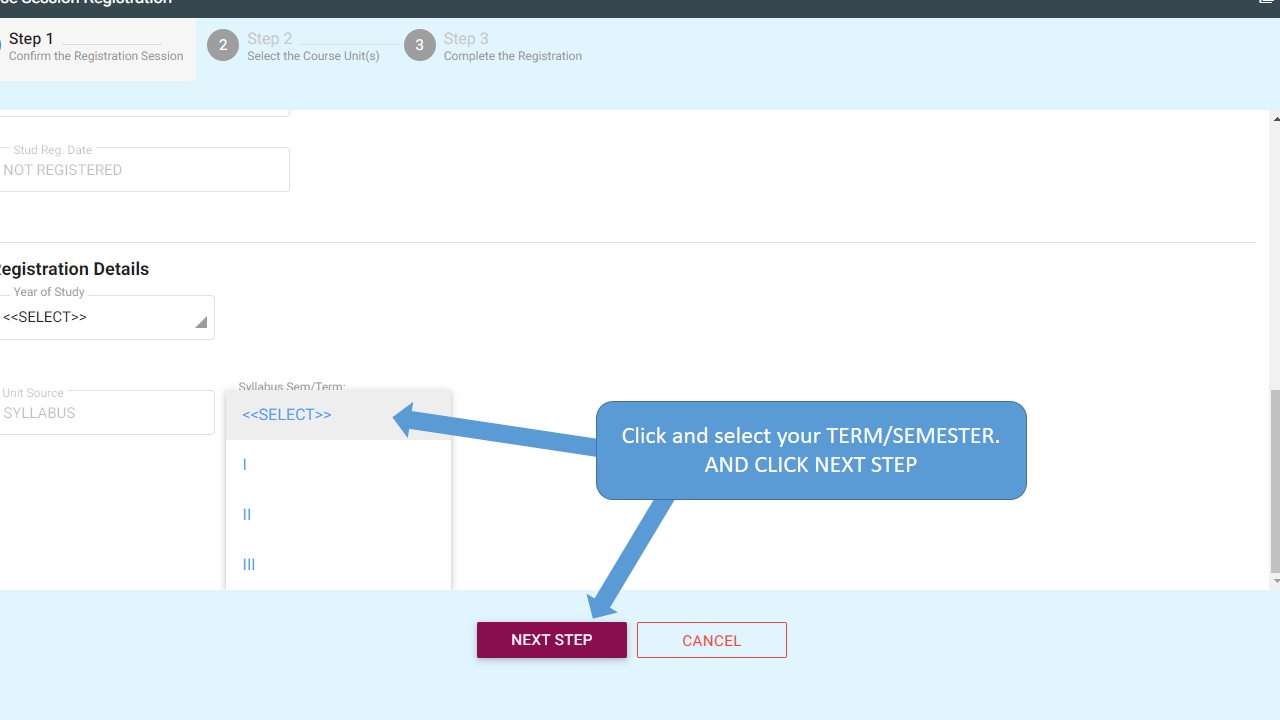 se Session Registration
Step 1
Confirm the Registration Session
2
Step 2
Select the Course Unit(s)
3
Step 3
Complete the Registration
Stud Reg. Date
NOT REGISTERED
egistration Details
Year of Study
<<SELECT>>
Unit Source
SYLLABUS
Syllabus Sem/Term:
<<SELECT>>
I
II
III
Click and select your TERM/SEMESTER.
AND CLICK NEXT STEP
NEXT STEP
CANCEL